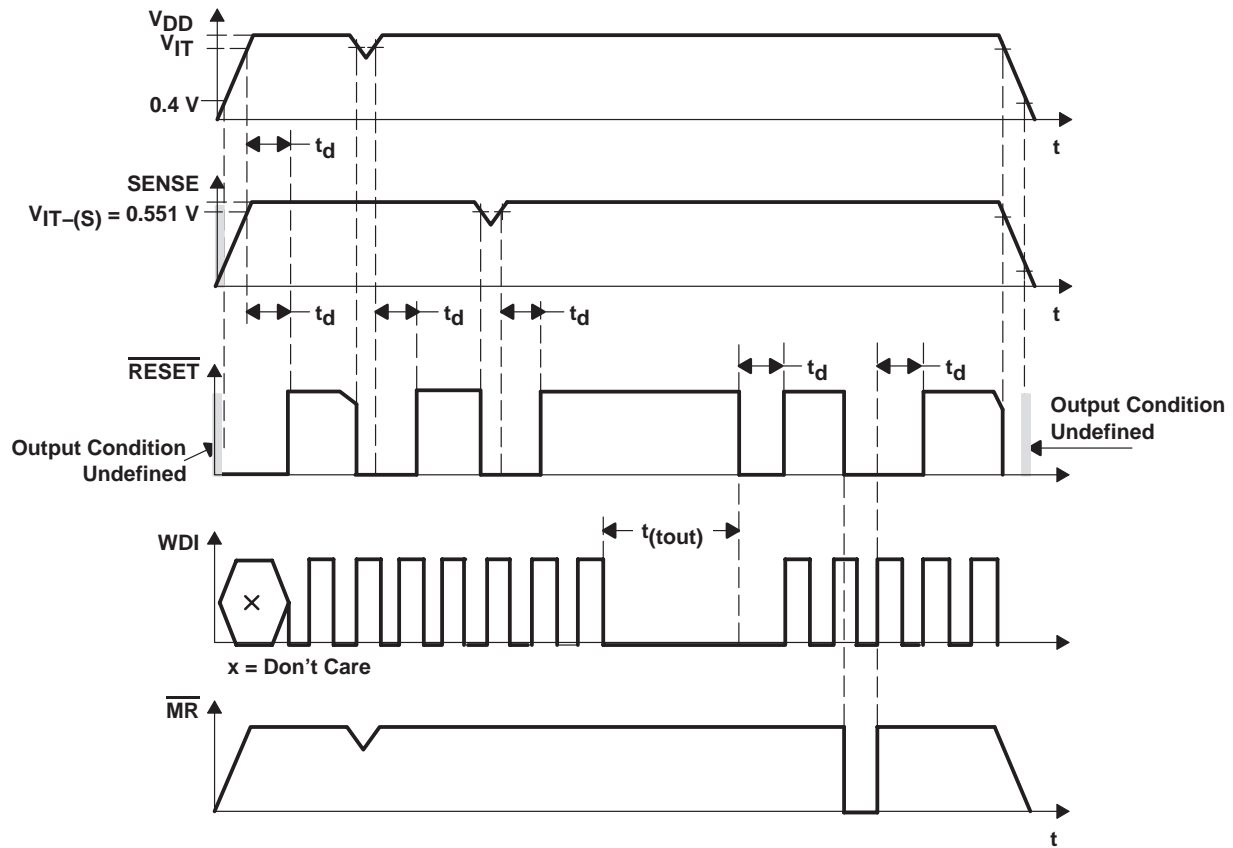 VDD
VIT
0.4 V
td
t
SENSE
VIT–(S) = 0.551 V
td
td
td
t
RESET
td
td
Output Condition
Undefined
Output Condition
Undefined
WDI
t(tout)
x = Don't Care
MR
t